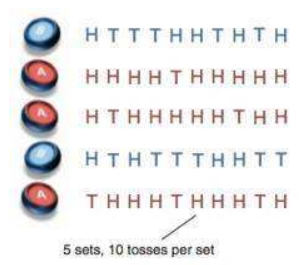 B H T T T H H T H T H
A H H H H T H H H H H
A H T H H H H H T H H
B H T H T T T H H T T
A T H H H T H H H T H
5 sets, 10 tosses per set